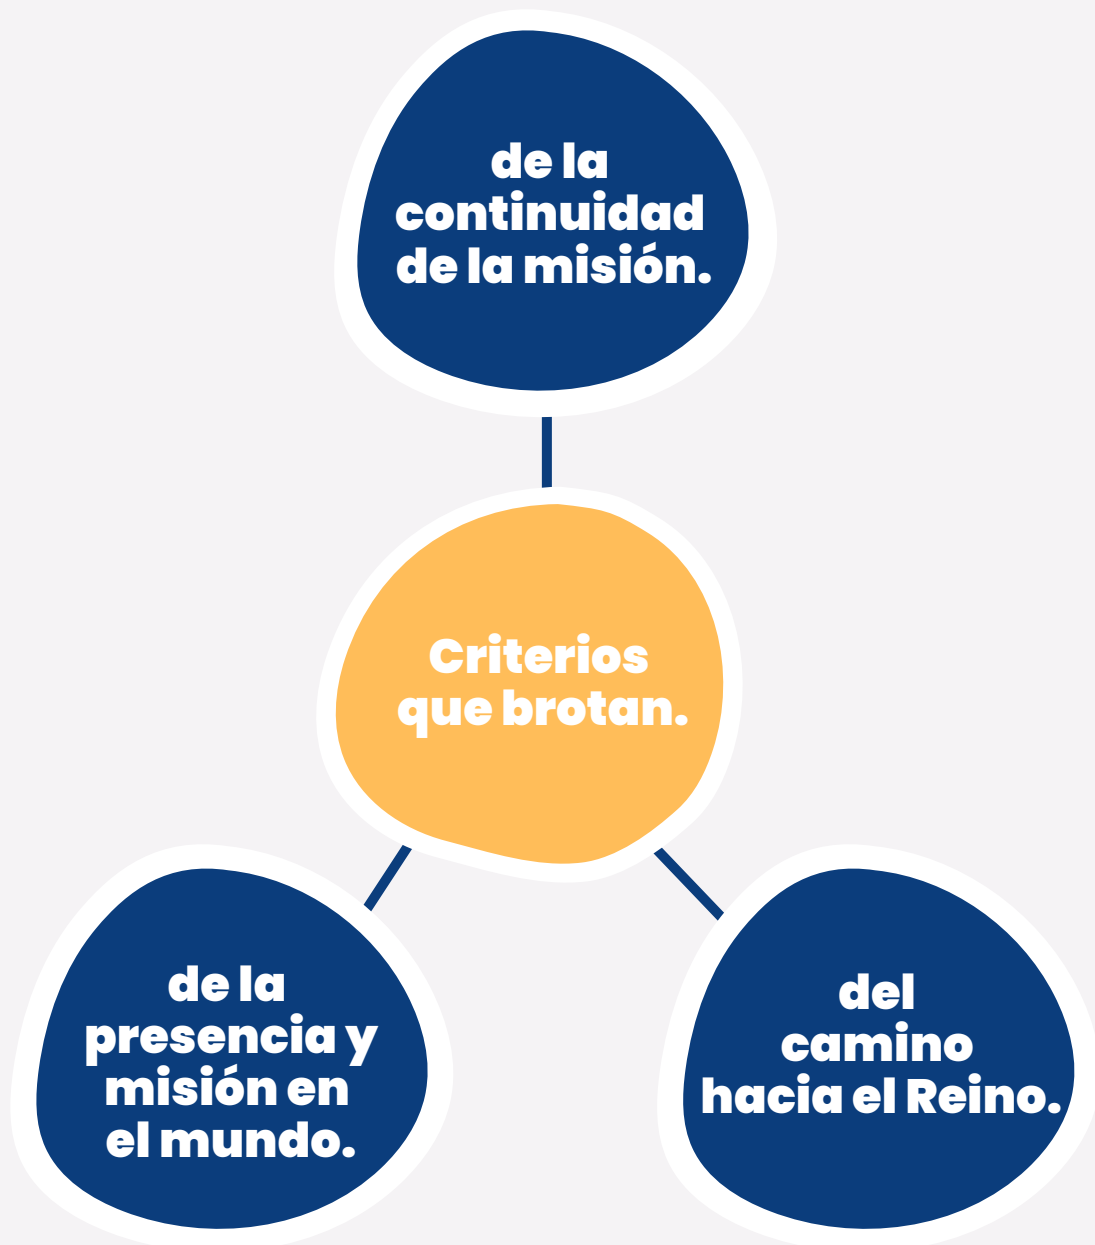 de la
continuidad
de la misión.
Criterios
que brotan.
de la
presencia y
misión en
el mundo.
del
camino
hacia el Reino.